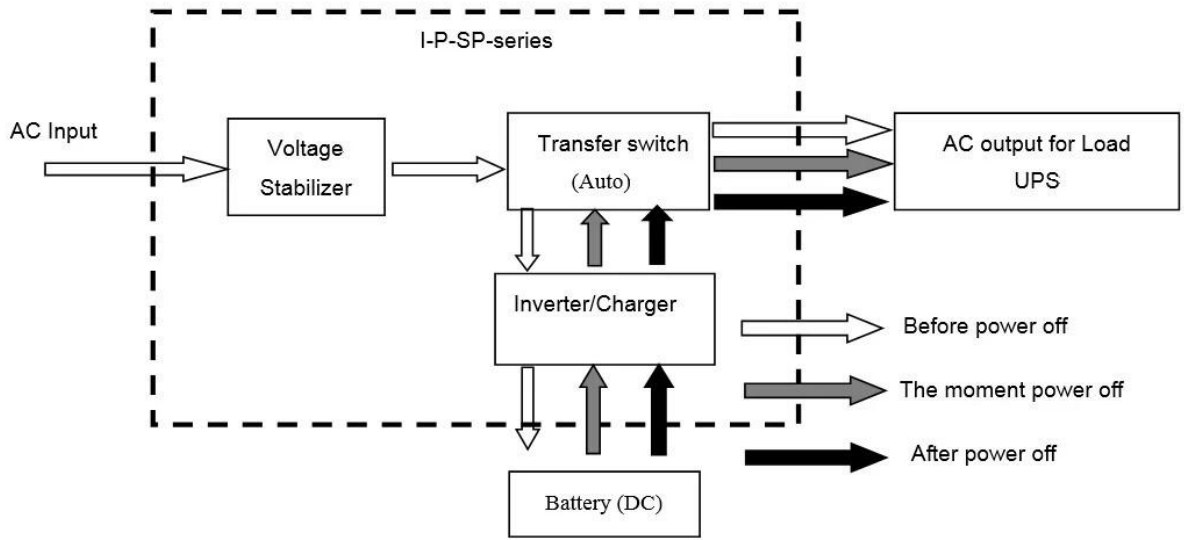 I-P-SP-series
AC Input
Voltage
Stabilizer
Transfer switch
(Auto)
AC output for Load
UPS
Inverter/Charger
Before power off
The moment power off
After power off
Battery (DC)